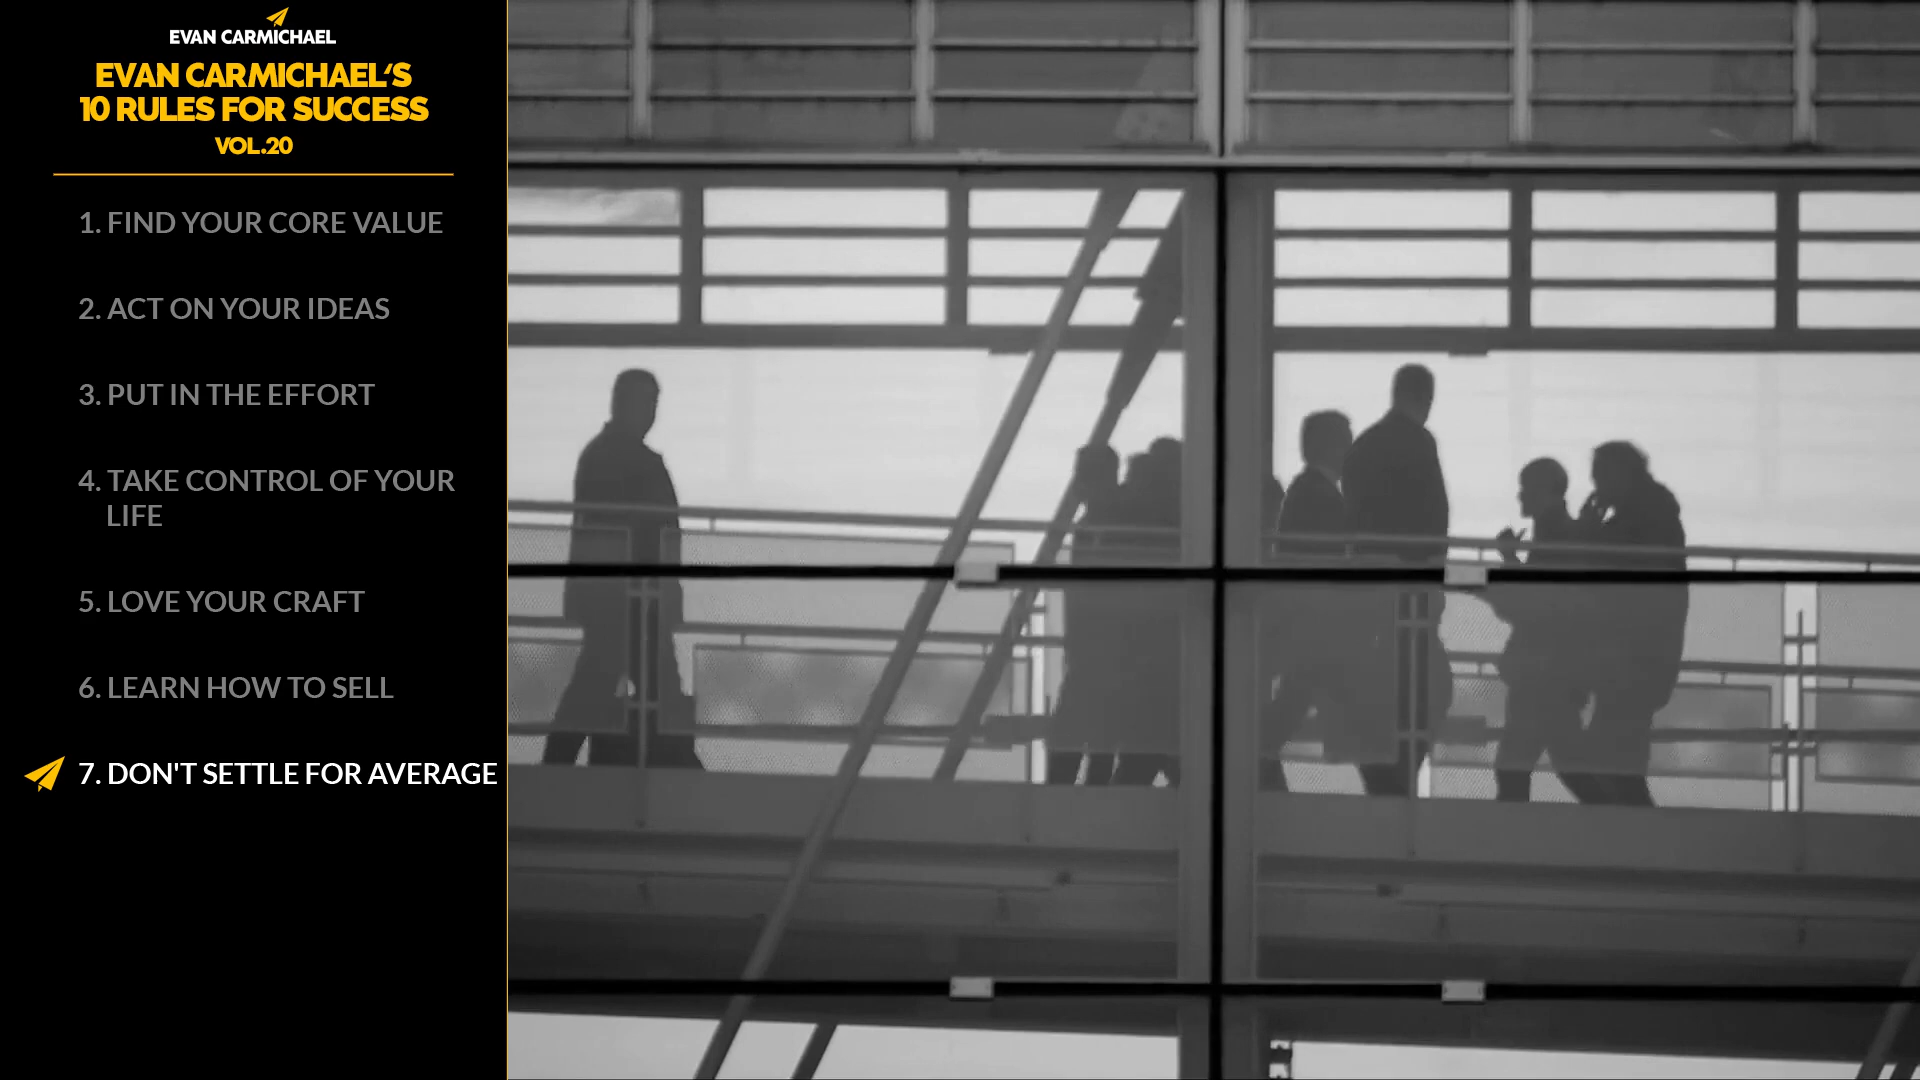 EVAN CARMICHAEL
EVAN CARMICHAEL'S
10 RULES FOR SUCCESS
VOL.20
1. FIND YOUR CORE VALUE
2. ACT ON YOUR IDEAS
3. PUT IN THE EFFORT
4. TAKE CONTROL OF YOUR
LIFE
5. LOVE YOUR CRAFT
6. LEARN HOW TO SELL
7. DON'T SETTLE FOR AVERAGE